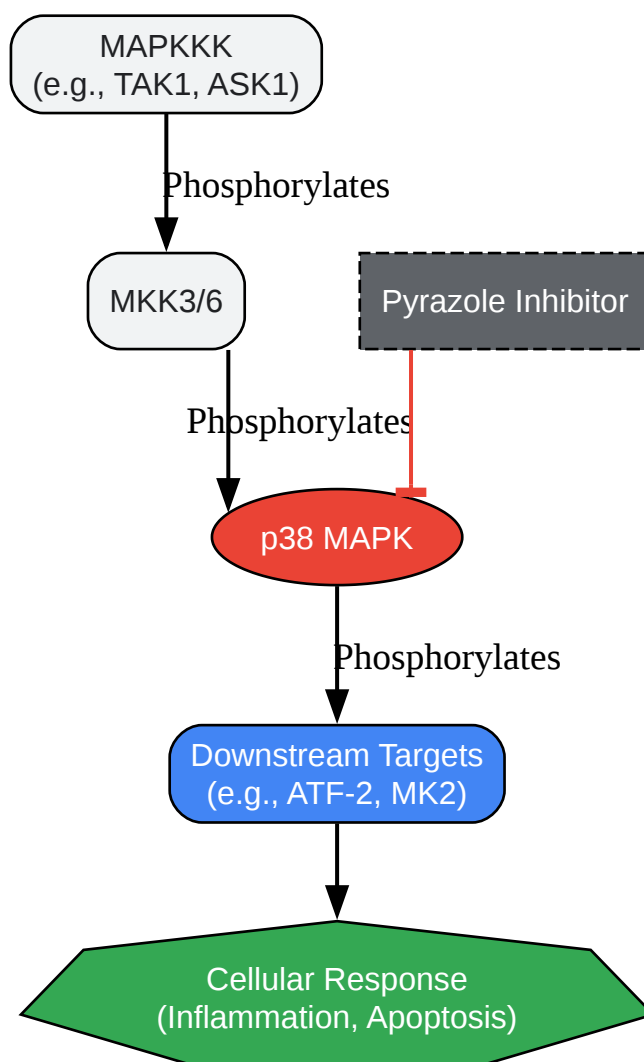 MAPKKK
(e.g., TAK1, ASK1)
Phosphorylates
MKK3/6
Pyrazole Inhibitor
Phosphorylates
p38 MAPK
Phosphorylates
Downstream Targets
(e.g., ATF-2, MK2)
Cellular Response
(Inflammation, Apoptosis)